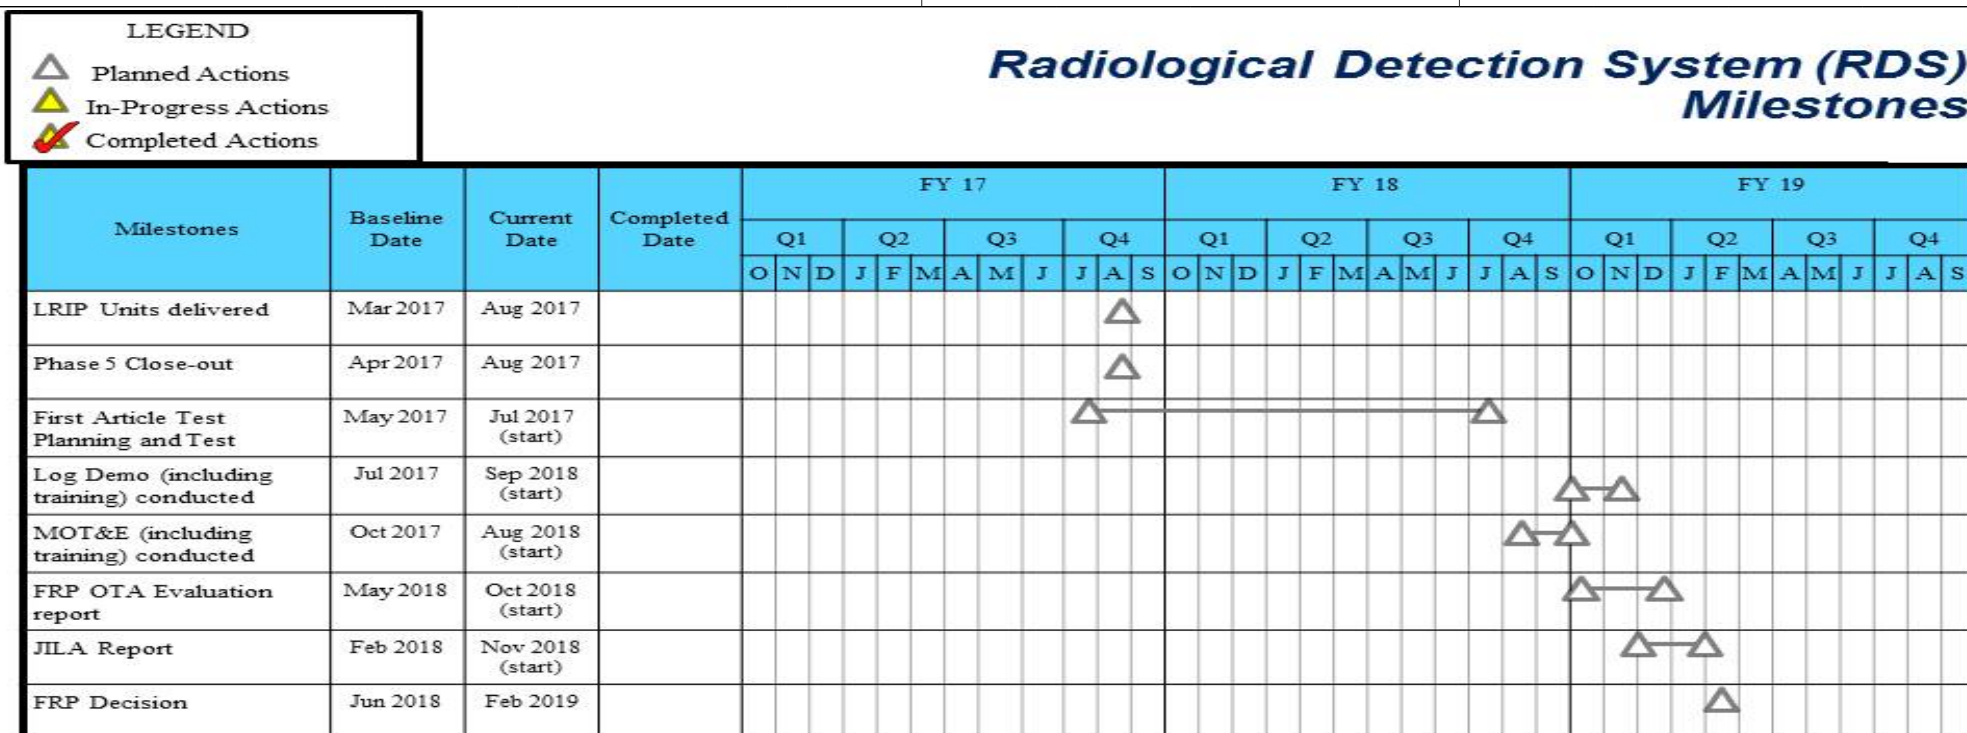 LEGEND
Planned Actions
In-Progress Actions
Completed Actions
Radiological Detection System (RDS)
Milestones
Milestones
Baseline
Date
Current
Date
Completed
Date
FY 17
FY 18
FY 19
Q1 Q2 Q3 Q4 Q1 Q2 Q3 Q4 Q1 Q2 Q3 Q4
O N D J F M A M J J A S O N D J F M A M J J A S O N D J F M A M J J A S
LRIP Units delivered Mar 2017 Aug 2017
Phase 5 Close-out Apr 2017 Aug 2017
First Article Test May 2017 Jul 2017
Planning and Test (start)
Log Demo (including Jul 2017 Sep 2018
training) conducted (start)
MOT&E (including Oct 2017 Aug 2018
training) conducted (start)
FRP OTA Evaluation May 2018 Oct 2018
report (start)
JILA Report Feb 2018 Nov 2018
(start)
FRP Decision Jun 2018 Feb 2019